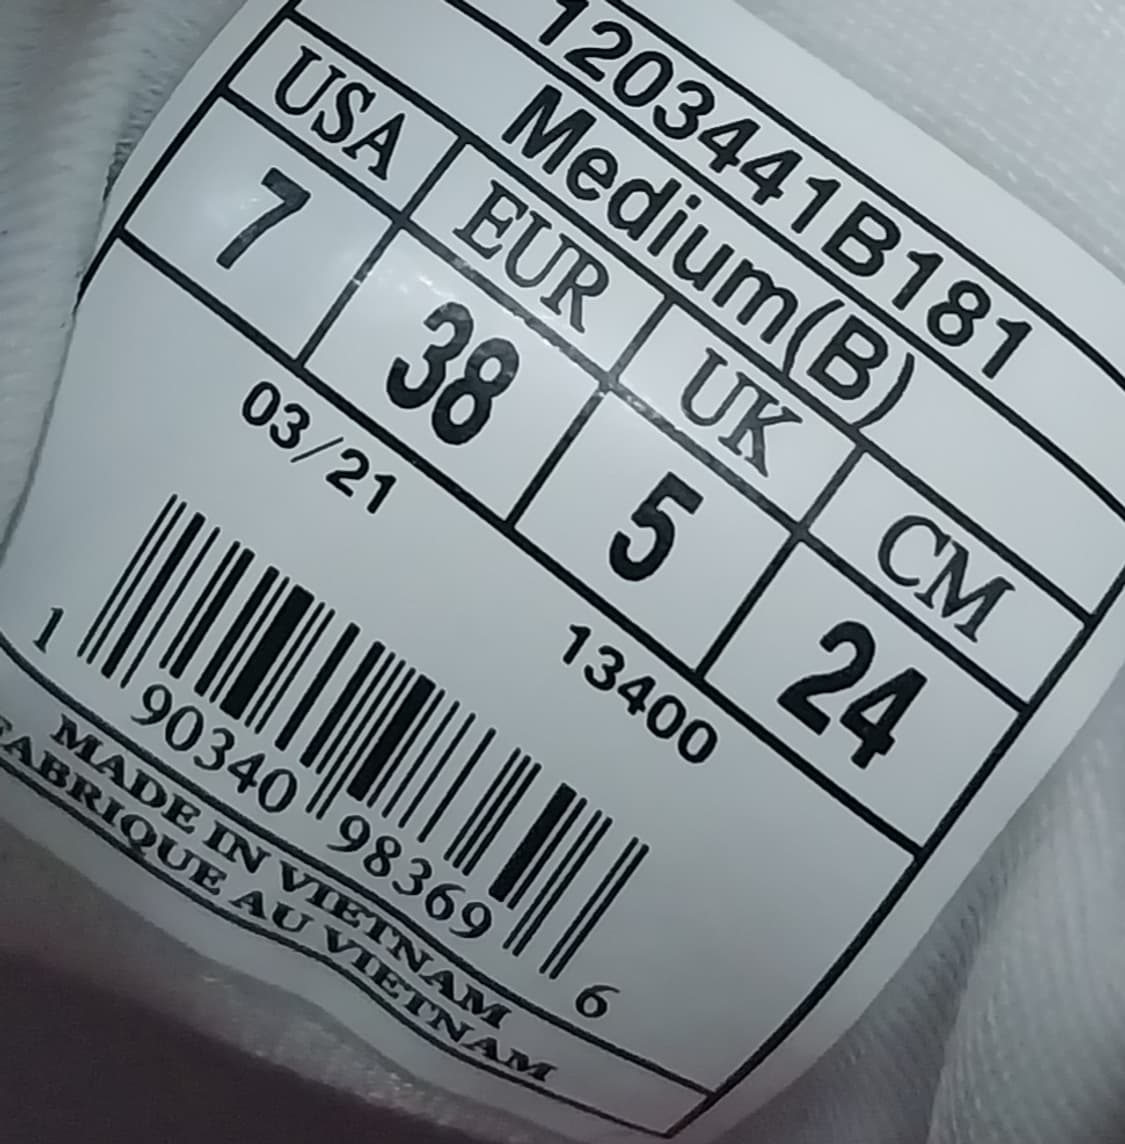 1203441B181
Medium(B)
USA EUR UK CM
7 38 5 24
03/21 13400
1 90340 98369 6
MADE IN VIETNAM
FABRIQUE AU VIETNAM